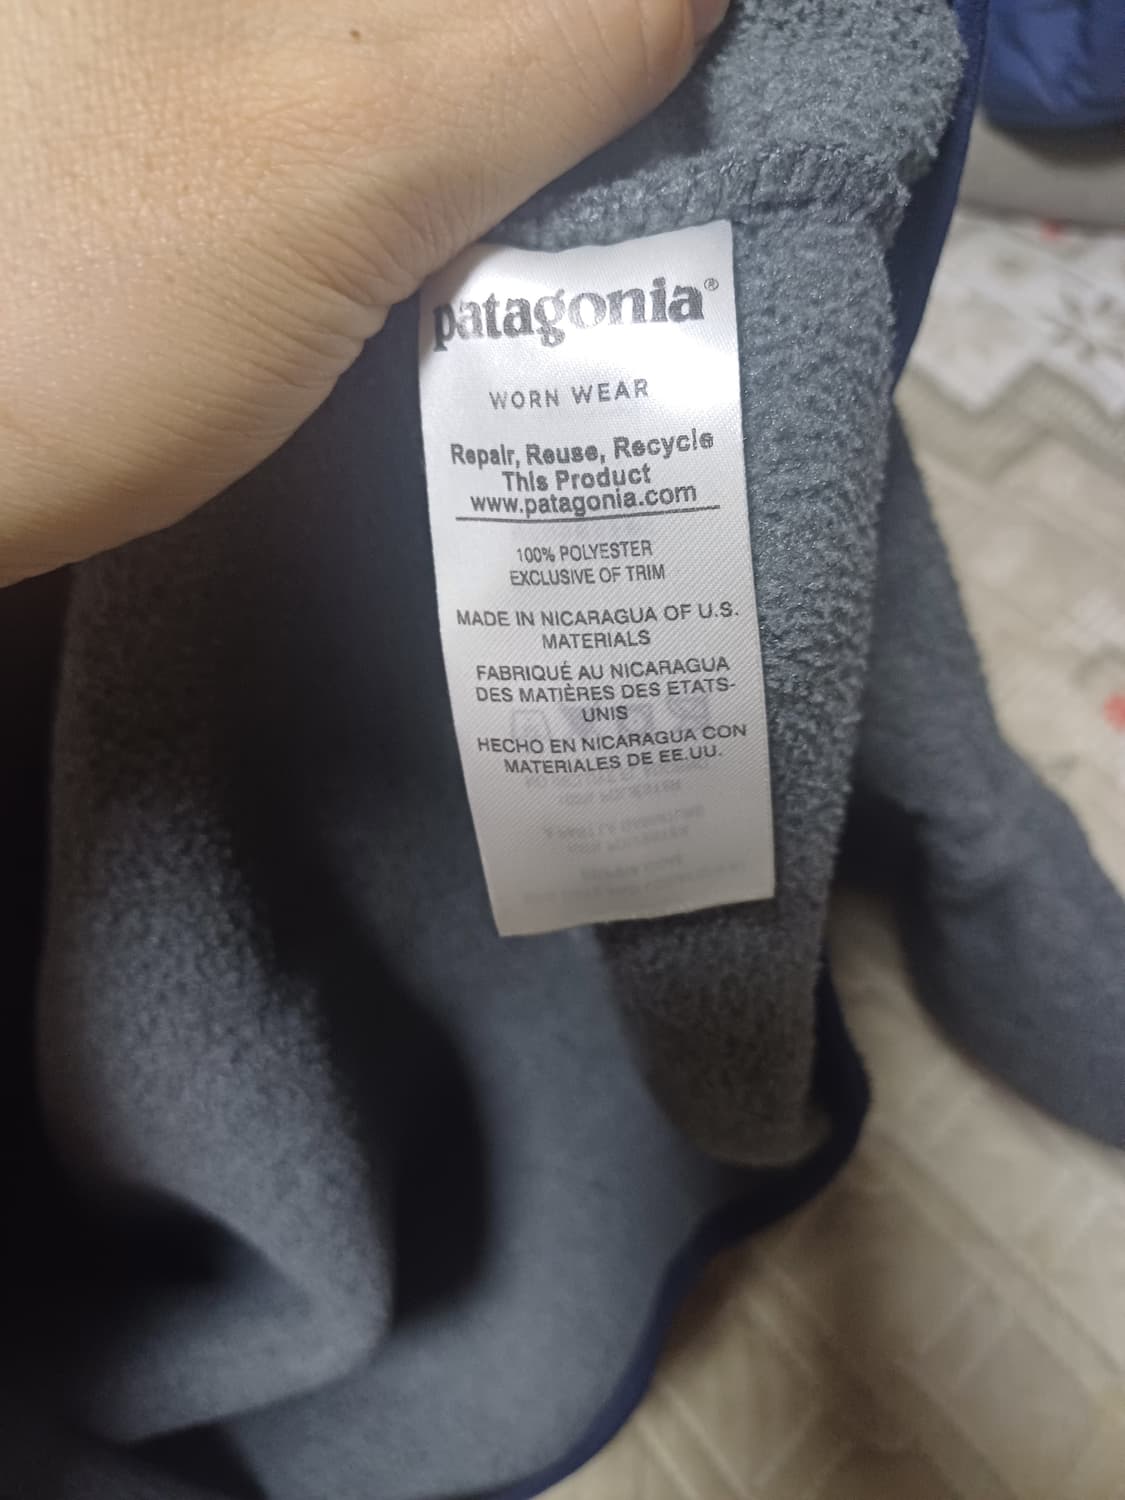 patagonia®
WORN WEAR
Repair, Reuse, Recycle
This Product
www.patagonia.com
100% POLYESTER
EXCLUSIVE OF TRIM
MADE IN NICARAGUA OF U.S.
MATERIALS
FABRIQUÉ AU NICARAGUA
DES MATIÈRES DES ETATS-
UNIS
HECHO EN NICARAGUA CON
MATERIALES DE EE.UU.